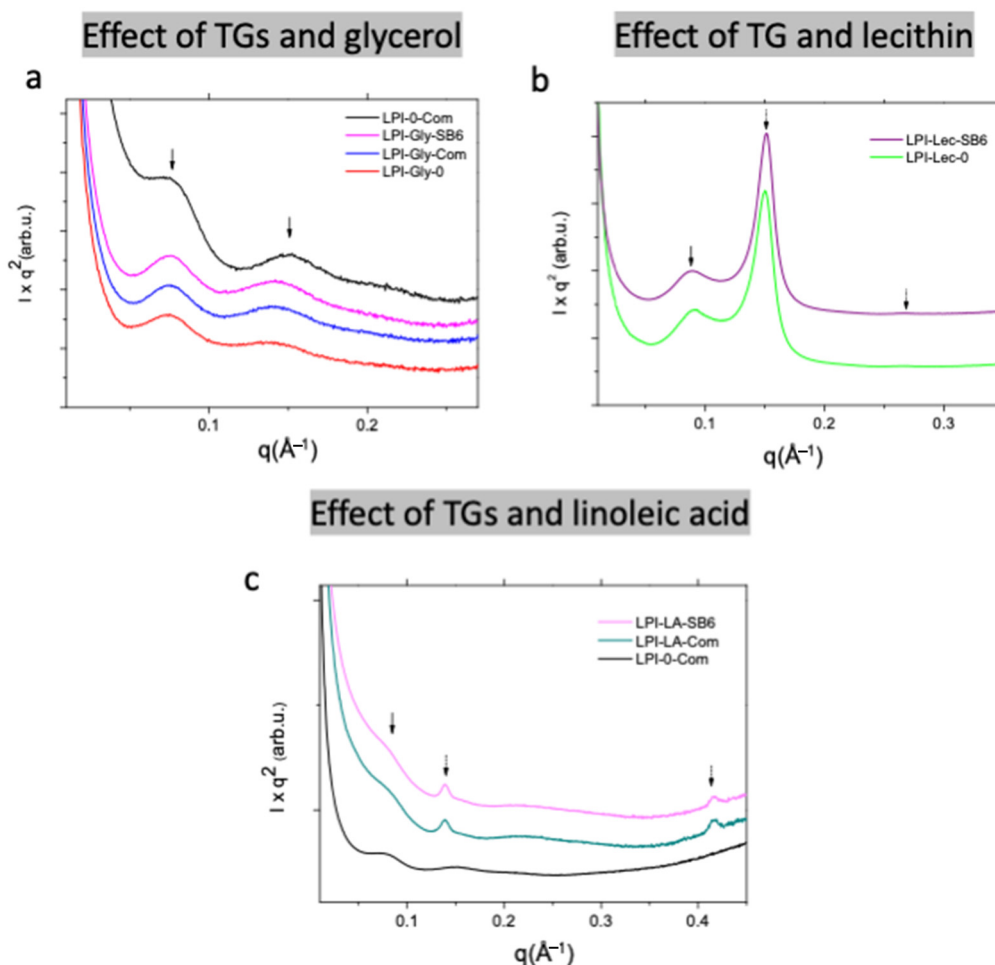 Effect of TGs and glycerol
Effect of TG and lecithin
a
LPI-0-Com
LPI-Gly-SB6
LPI-Gly-Com
LPI-Gly-0
I x q² (arb.u.)
0.1
0.2
q(Å⁻¹)
b
LPI-Lec-SB6
LPI-Lec-0
I x q² (arb.u.)
0.1
0.2
0.3
q(Å⁻¹)
Effect of TGs and linoleic acid
c
LPI-LA-SB6
LPI-LA-Com
LPI-0-Com
I x q² (arb.u.)
0.1
0.2
0.3
0.4
q(Å⁻¹)